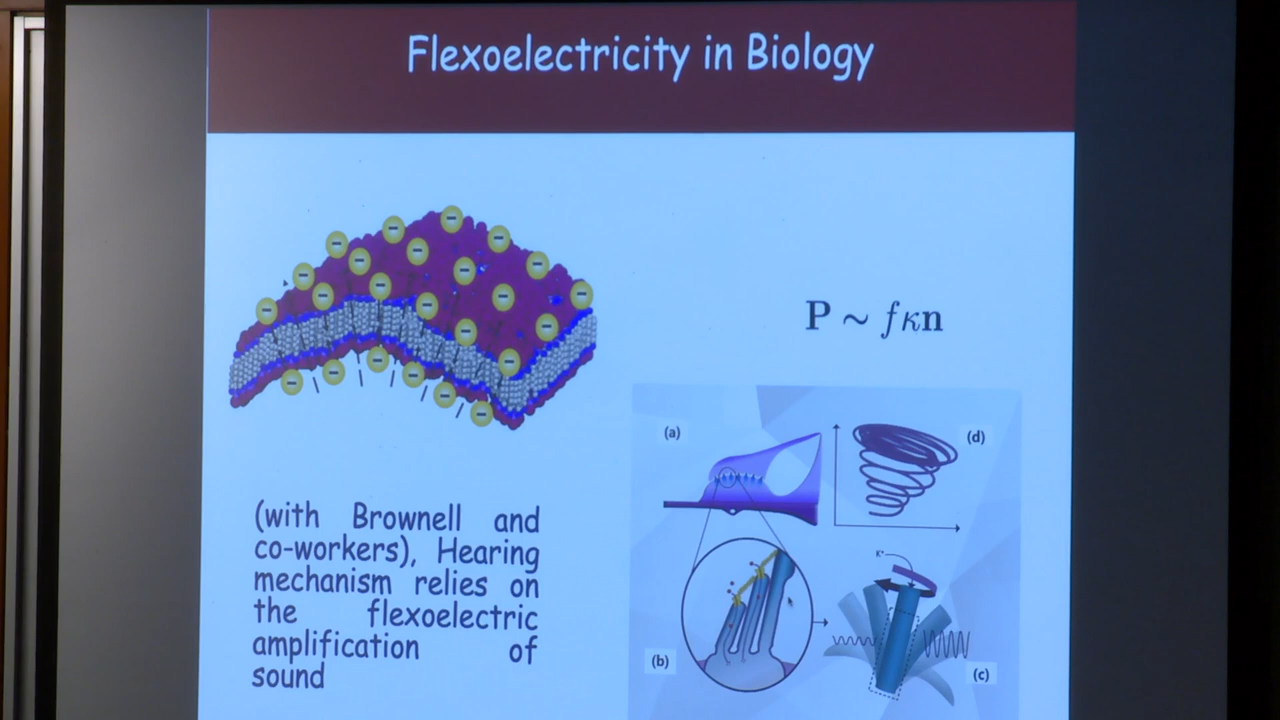 Flexoelectricity in Biology
P ~ fκn
(with Brownell and
co-workers), Hearing
mechanism relies on
the flexoelectric
amplification of
sound
(a)
(d)
K+
(b)
(c)